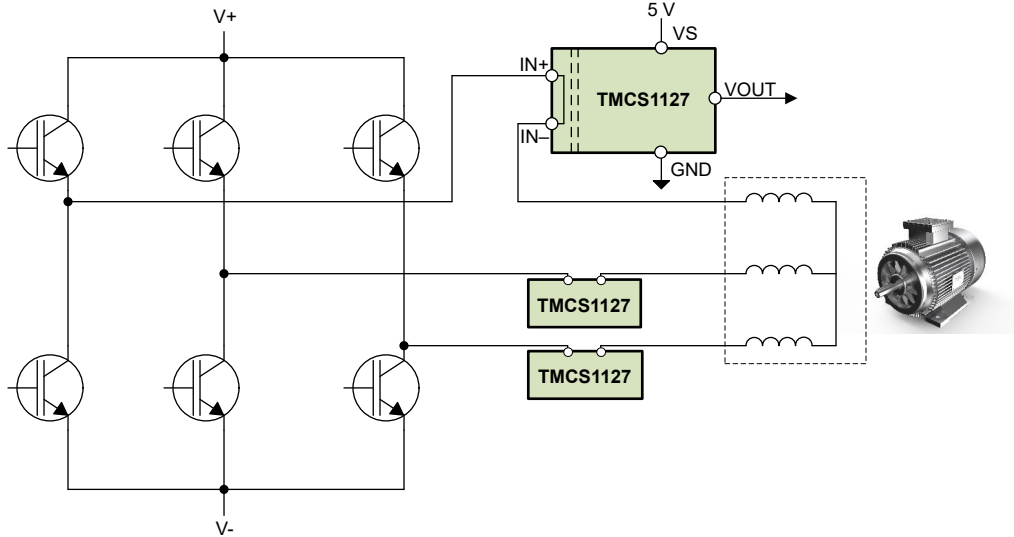 V+
5 V
VS
IN+
TMCS1127
VOUT
IN–
GND
TMCS1127
TMCS1127
V-